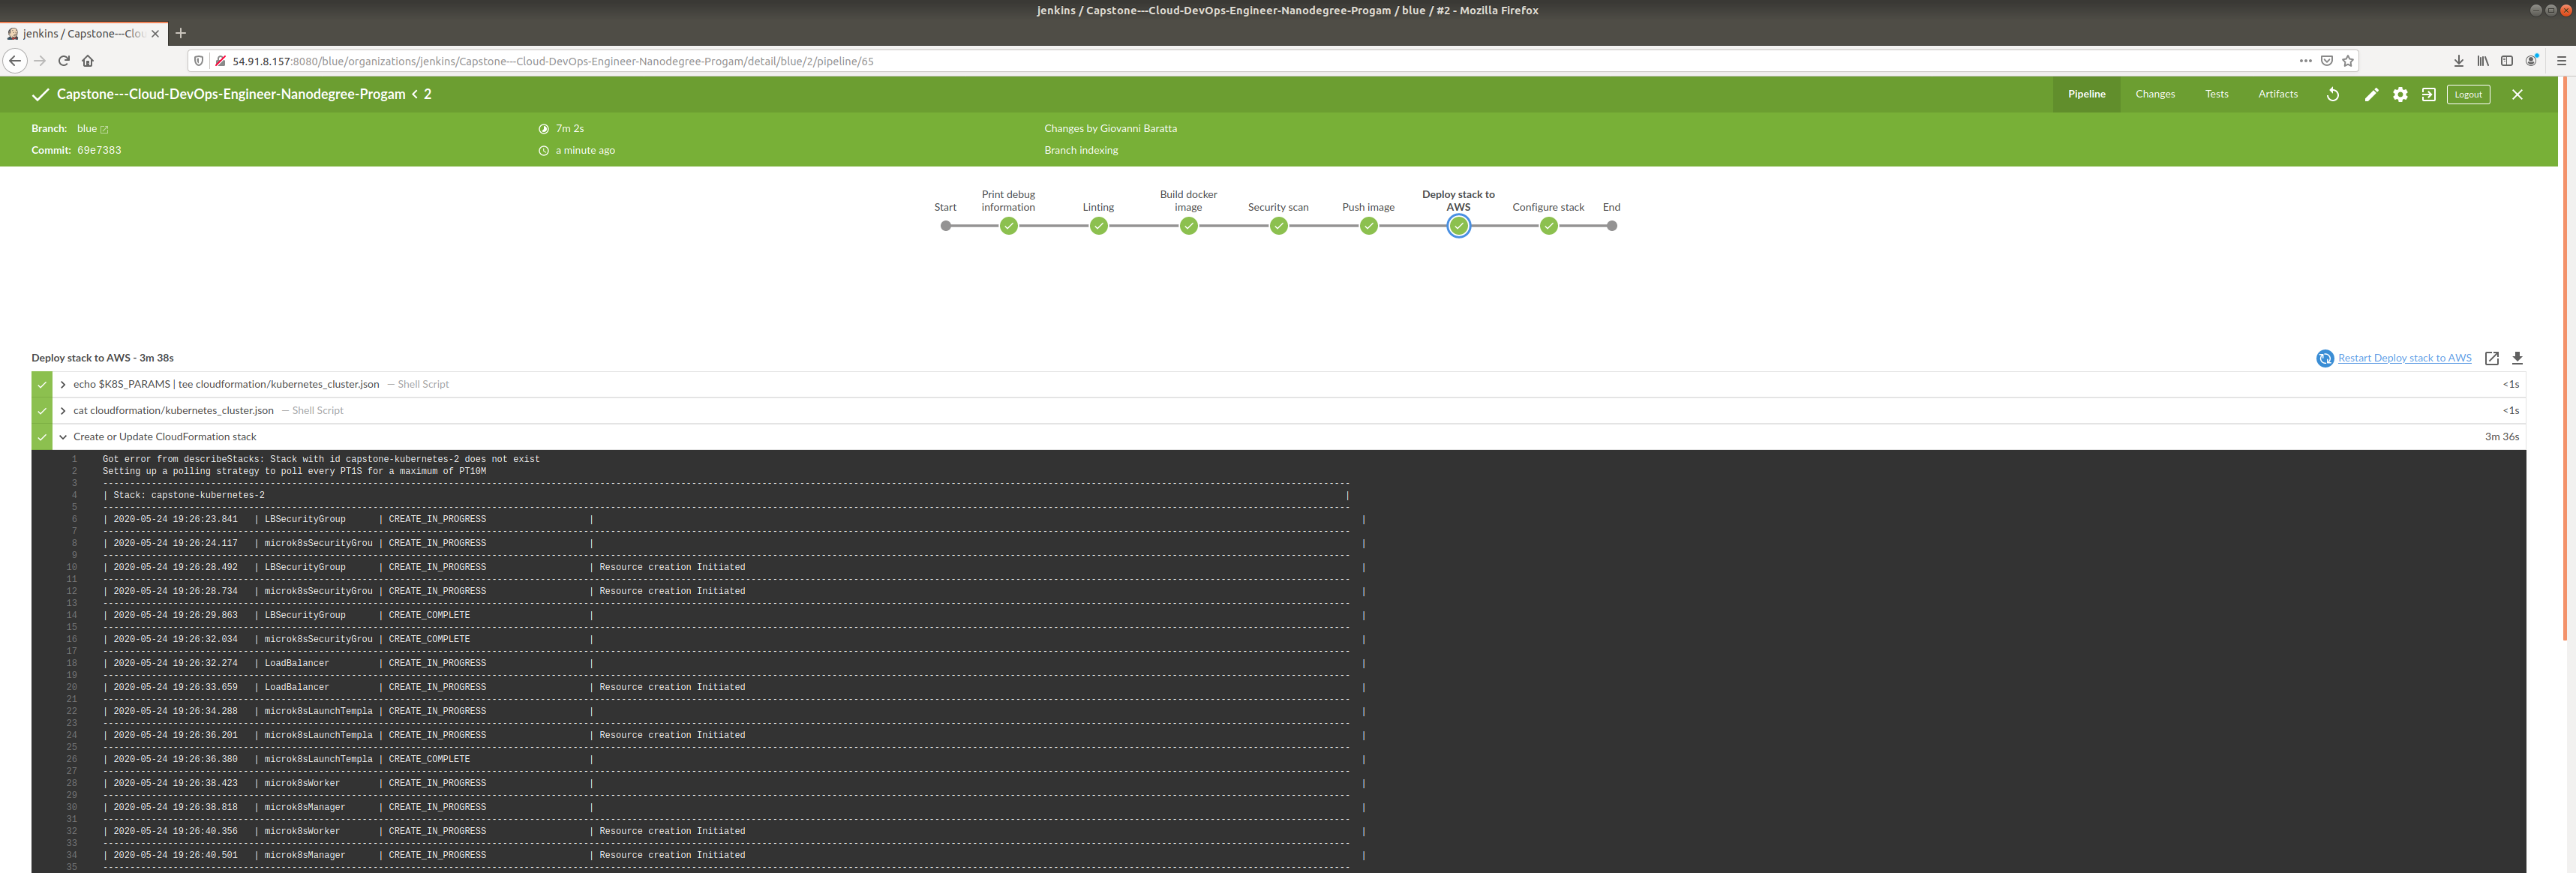 jenkins / Capstone---Cloud-DevOps-Engineer-Nanodegree-Progam / blue / #2 - Mozilla Firefox
jenkins / Capstone---Clou
54.91.8.157:8080/blue/organizations/jenkins/Capstone---Cloud-DevOps-Engineer-Nanodegree-Progam/detail/blue/2/pipeline/65
Capstone---Cloud-DevOps-Engineer-Nanodegree-Progam < 2
Pipeline Changes Tests Artifacts Logout
Branch: blue 7m 2s Changes by Giovanni Baratta
Commit: 69e7383 a minute ago Branch indexing
Start Print debug information Linting Build docker image Security scan Push image Deploy stack to AWS Configure stack End
Deploy stack to AWS - 3m 38s Restart Deploy stack to AWS
echo $K8S_PARAMS | tee cloudformation/kubernetes_cluster.json — Shell Script <1s
cat cloudformation/kubernetes_cluster.json — Shell Script <1s
Create or Update CloudFormation stack 3m 36s
1 Got error from describeStacks: Stack with id capstone-kubernetes-2 does not exist
2 Setting up a polling strategy to poll every PT1S for a maximum of PT10M
3
4 | Stack: capstone-kubernetes-2 |
5
6 | 2020-05-24 19:26:23.841 | LBSecurityGroup | CREATE_IN_PROGRESS | |
7
8 | 2020-05-24 19:26:24.117 | microk8sSecurityGrou | CREATE_IN_PROGRESS | |
9
10 | 2020-05-24 19:26:28.492 | LBSecurityGroup | CREATE_IN_PROGRESS | Resource creation Initiated |
11
12 | 2020-05-24 19:26:28.734 | microk8sSecurityGrou | CREATE_IN_PROGRESS | Resource creation Initiated |
13
14 | 2020-05-24 19:26:29.863 | LBSecurityGroup | CREATE_COMPLETE | |
15
16 | 2020-05-24 19:26:32.034 | microk8sSecurityGrou | CREATE_COMPLETE | |
17
18 | 2020-05-24 19:26:32.274 | LoadBalancer | CREATE_IN_PROGRESS | |
19
20 | 2020-05-24 19:26:33.659 | LoadBalancer | CREATE_IN_PROGRESS | Resource creation Initiated |
21
22 | 2020-05-24 19:26:34.288 | microk8sLaunchTempla | CREATE_IN_PROGRESS | |
23
24 | 2020-05-24 19:26:36.201 | microk8sLaunchTempla | CREATE_IN_PROGRESS | Resource creation Initiated |
25
26 | 2020-05-24 19:26:36.380 | microk8sLaunchTempla | CREATE_COMPLETE | |
27
28 | 2020-05-24 19:26:38.423 | microk8sWorker | CREATE_IN_PROGRESS | |
29
30 | 2020-05-24 19:26:38.818 | microk8sManager | CREATE_IN_PROGRESS | |
31
32 | 2020-05-24 19:26:40.356 | microk8sWorker | CREATE_IN_PROGRESS | Resource creation Initiated |
33
34 | 2020-05-24 19:26:40.501 | microk8sManager | CREATE_IN_PROGRESS | Resource creation Initiated |
35